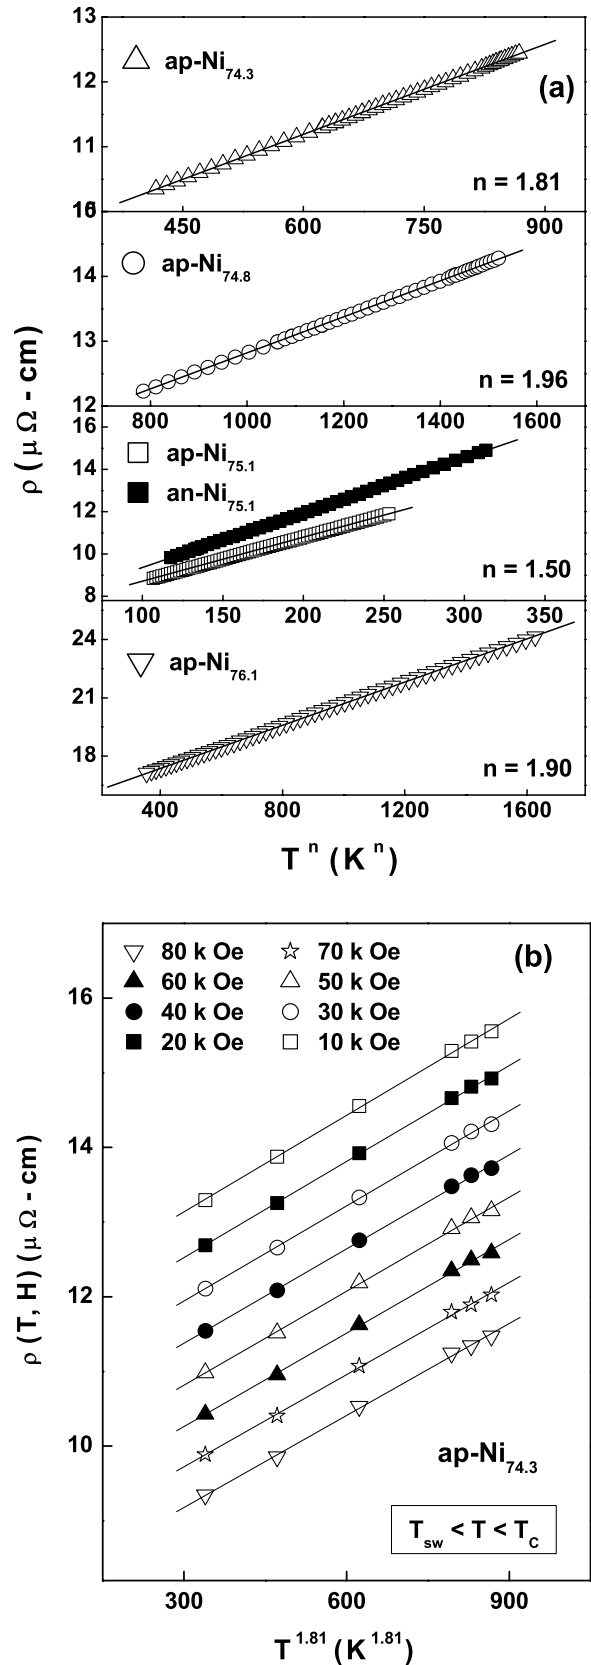 ap-Ni74.3
(a)
13
12
11
10
n = 1.81
450 600 750 900
ap-Ni74.8
15
14
13
12
n = 1.96
800 1000 1200 1400 1600
ap-Ni75.1
an-Ni75.1
16
14
12
10
8
n = 1.50
100 150 200 250 300 350
ap-Ni76.1
24
21
18
n = 1.90
400 800 1200 1600
ρ (μ Ω - cm)
T^n (K^n)
80 k Oe 70 k Oe (b)
60 k Oe 50 k Oe
40 k Oe 30 k Oe
20 k Oe 10 k Oe
16
14
12
10
ρ (T, H) (μ Ω - cm)
ap-Ni74.3
Tsw < T < TC
300 600 900
T^1.81 (K^1.81)